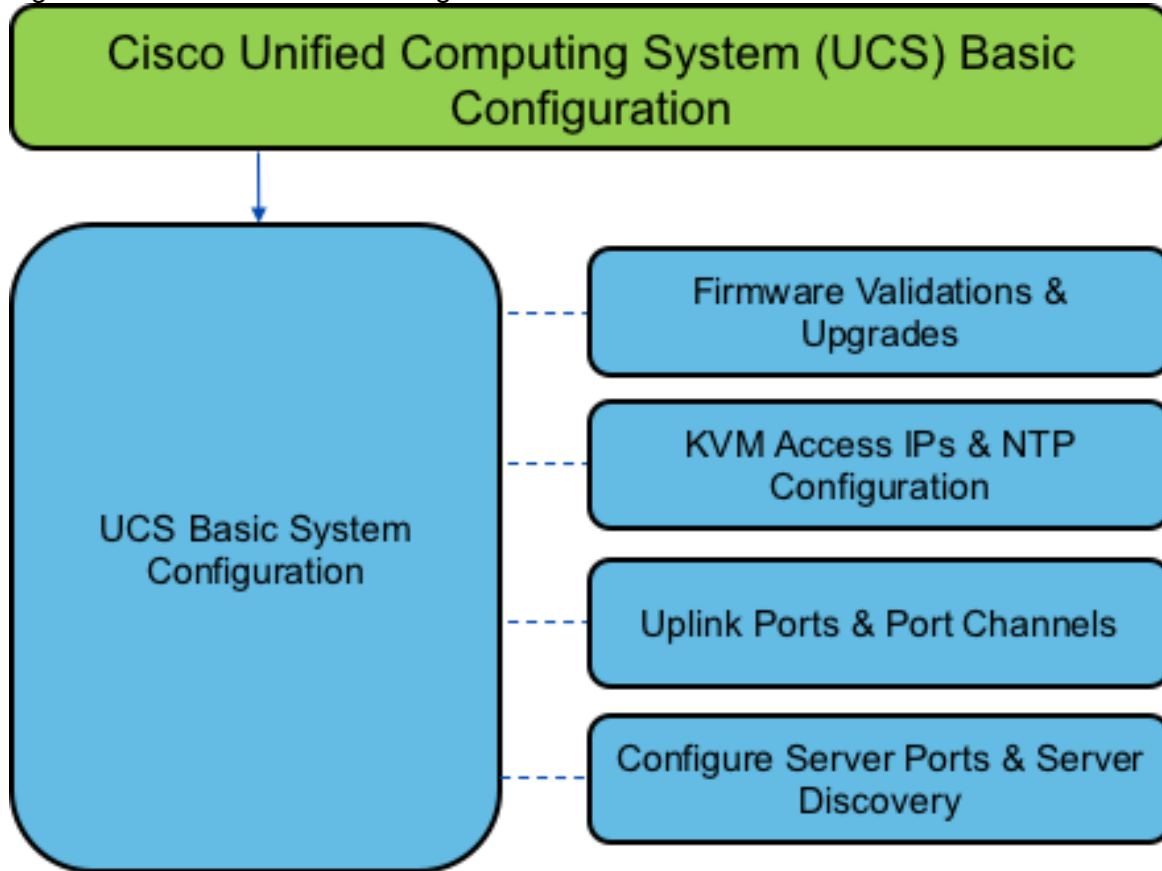 Cisco Unified Computing System (UCS) Basic
Configuration
Firmware Validations &
Upgrades
KVM Access IPs & NTP
Configuration
UCS Basic System
Configuration
Uplink Ports & Port Channels
Configure Server Ports & Server
Discovery